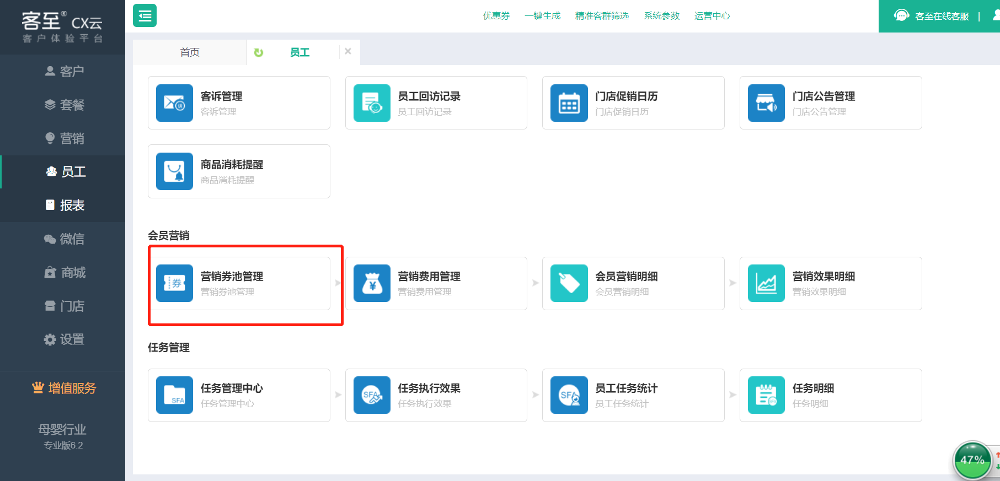 客至® CX云
客户体验平台
优惠券 一键生成 精准客群筛选 系统参数 运营中心
客至在线客服 |
首页 员工 ×
客户
套餐
营销
员工
报表
微信
商城
门店
设置
增值服务
母婴行业
专业版6.2
诉
客诉管理
客诉管理
员工回访记录
员工回访记录
门店促销日历
门店促销日历
门店公告管理
门店公告管理
商品消耗提醒
商品消耗提醒
会员营销
券
营销券池管理
营销券池管理
¥
营销费用管理
营销费用管理
会员营销明细
会员营销明细
营销效果明细
营销效果明细
任务管理
SFA
任务管理中心
任务管理中心
SFA
任务执行效果
任务执行效果
SFA
员工任务统计
员工任务统计
SFA
任务明细
任务明细
47%